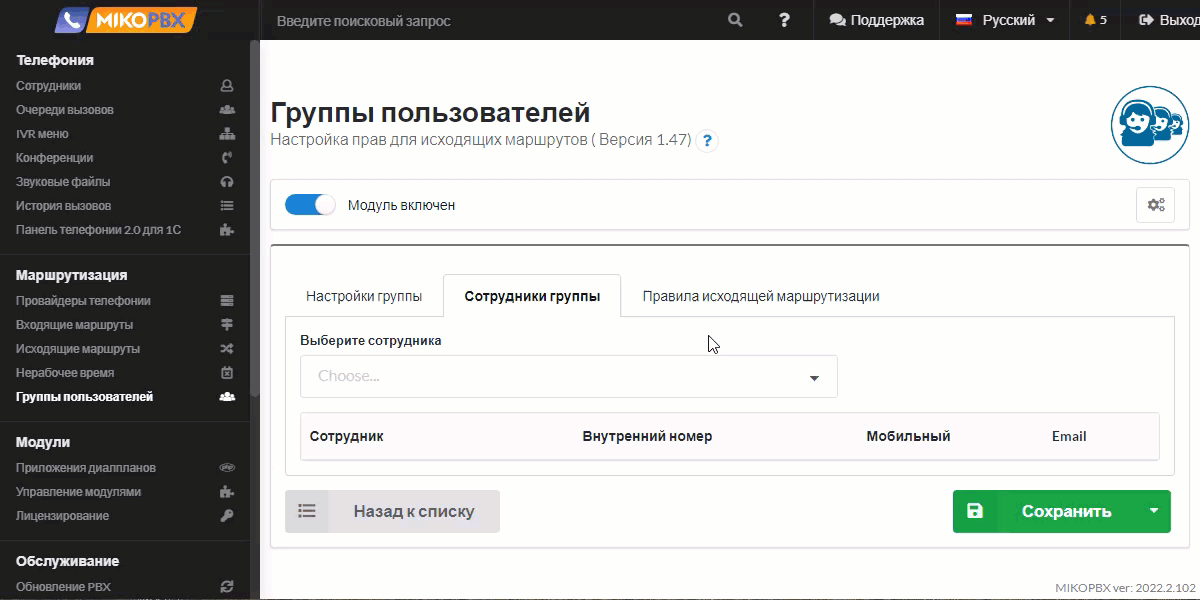 MIKOPBX
Введите поисковый запрос
?
Поддержка
Русский
5
Выход
Телефония
Сотрудники
Очереди вызовов
IVR меню
Конференции
Звуковые файлы
История вызовов
Панель телефонии 2.0 для 1С
Маршрутизация
Провайдеры телефонии
Входящие маршруты
Исходящие маршруты
Нерабочее время
Группы пользователей
Модули
Приложения диалпланов
Управление модулями
Лицензирование
Обслуживание
Обновление PBX
Группы пользователей
Настройка прав для исходящих маршрутов ( Версия 1.47) ?
Модуль включен
Настройки группы
Сотрудники группы
Правила исходящей маршрутизации
Выберите сотрудника
Choose...
Сотрудник Внутренний номер Мобильный Email
Назад к списку
Сохранить
MIKOPBX ver: 2022.2.102